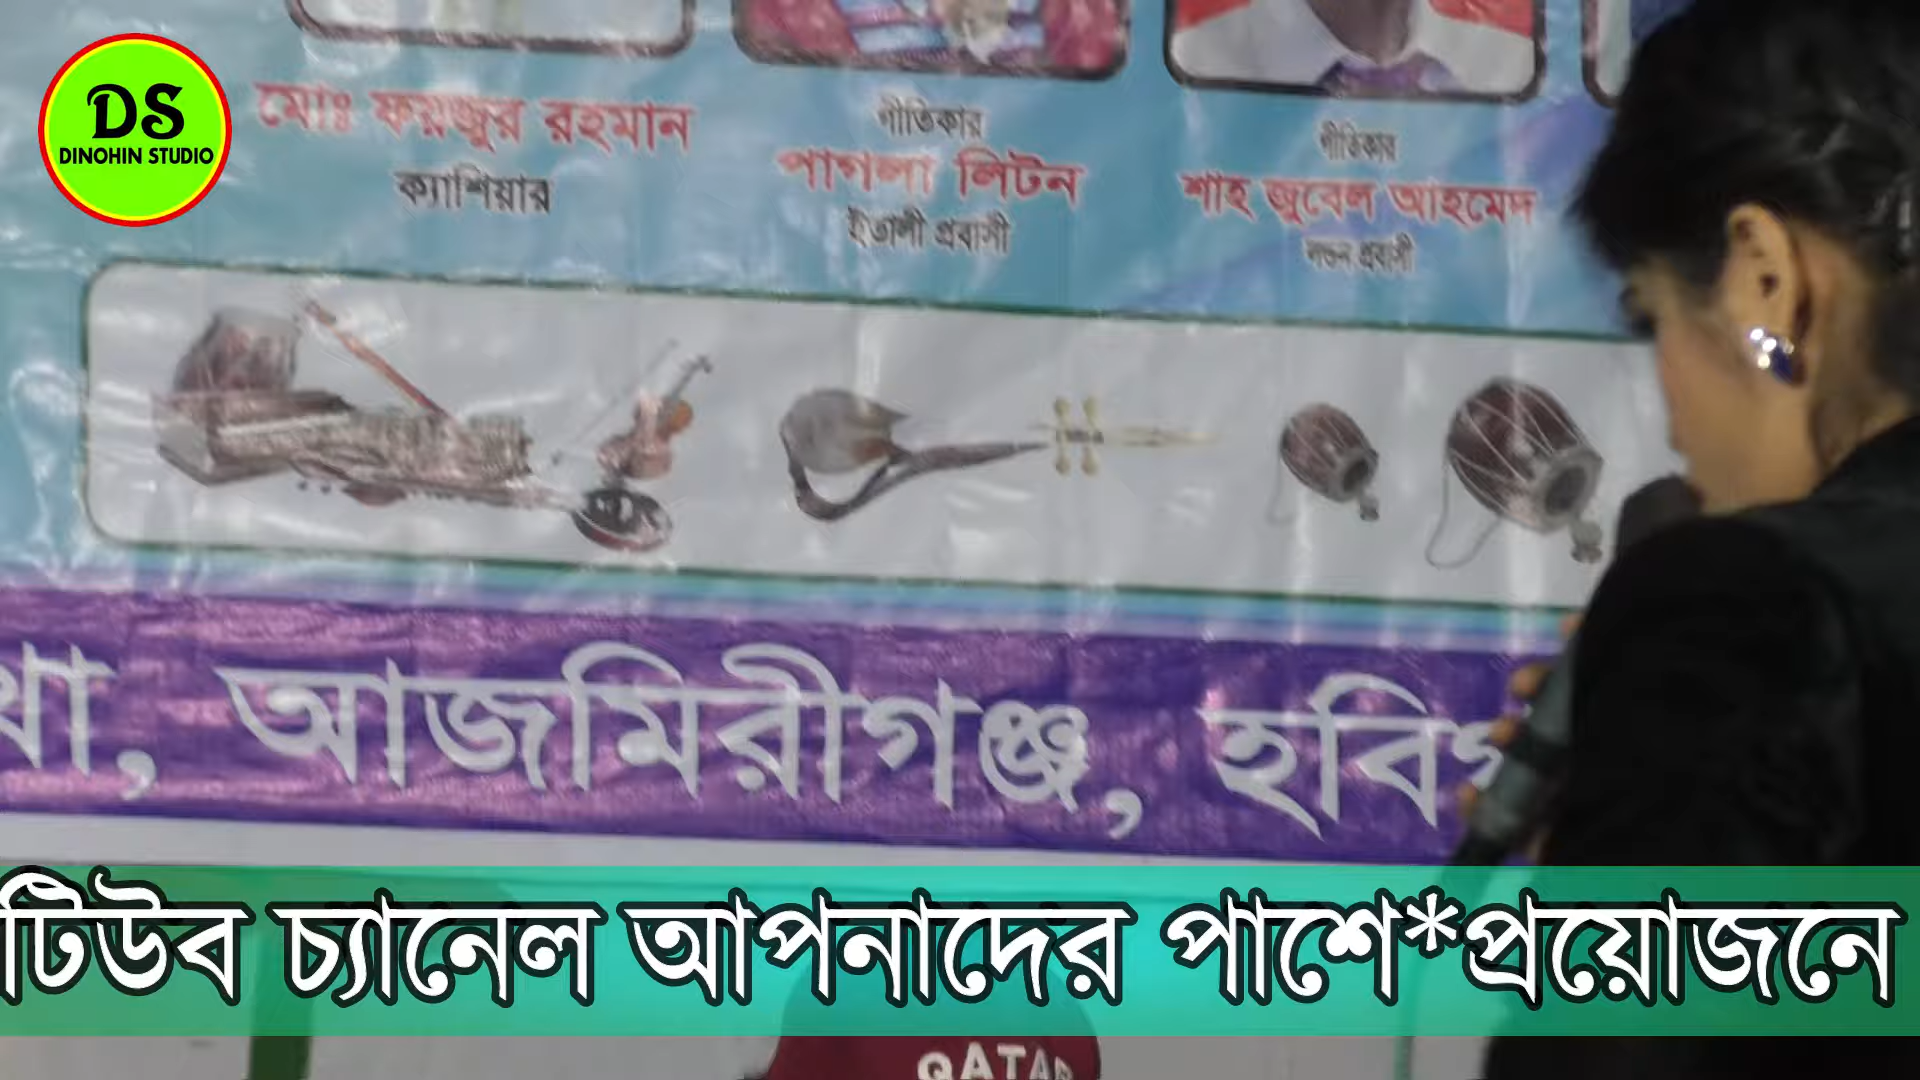 DS
DINOHIN STUDIO
মোঃ ফয়জুর রহমান
ক্যাশিয়ার
গীতিকার
পাগলা লিটন
ইতালী প্রবাসী
গীতিকার
শাহ জুবেল আহমেদ
লন্ডন প্রবাসী
আজমিরীগঞ্জ, হবিগ
টিউব চ্যানেল আপনাদের পাশে*প্রয়োজনে
QATAR